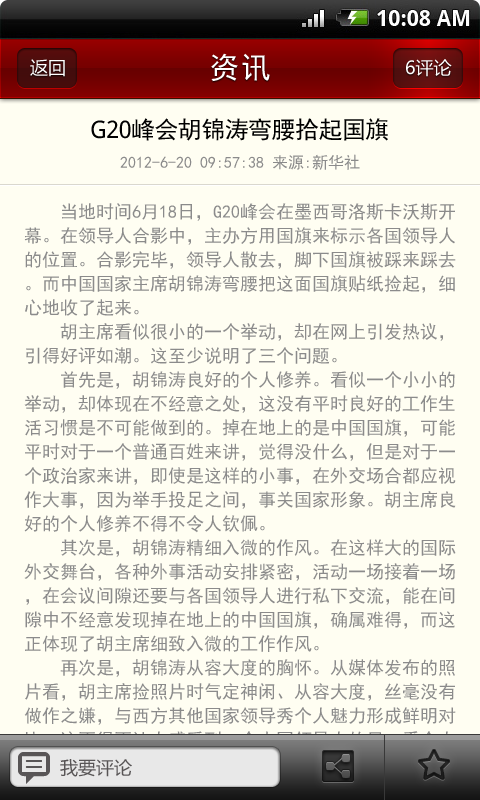 10:08 AM
返回
资讯
6评论
G20峰会胡锦涛弯腰拾起国旗
2012-6-20 09:57:38 来源:新华社
当地时间6月18日，G20峰会在墨西哥洛斯卡沃斯开
幕。在领导人合影中，主办方用国旗来标示各国领导人
的位置。合影完毕，领导人散去，脚下国旗被踩来踩去
。而中国国家主席胡锦涛弯腰把这面国旗贴纸捡起，细
心地收了起来。
胡主席看似很小的一个举动，却在网上引发热议，
引得好评如潮。这至少说明了三个问题。
首先是，胡锦涛良好的个人修养。看似一个小小的
举动，却体现在不经意之处，这没有平时良好的工作生
活习惯是不可能做到的。掉在地上的是中国国旗，可能
平时对于一个普通百姓来讲，觉得没什么，但是对于一
个政治家来讲，即使是这样的小事，在外交场合都应视
作大事，因为举手投足之间，事关国家形象。胡主席良
好的个人修养不得不令人钦佩。
其次是，胡锦涛精细入微的作风。在这样大的国际
外交舞台，各种外事活动安排紧密，活动一场接着一场
，在会议间隙还要与各国领导人进行私下交流，能在间
隙中不经意发现掉在地上的中国国旗，确属难得，而这
正体现了胡主席细致入微的工作作风。
再次是，胡锦涛从容大度的胸怀。从媒体发布的照
片看，胡主席捡照片时气定神闲、从容大度，丝毫没有
做作之嫌，与西方其他国家领导秀个人魅力形成鲜明对
我要评论